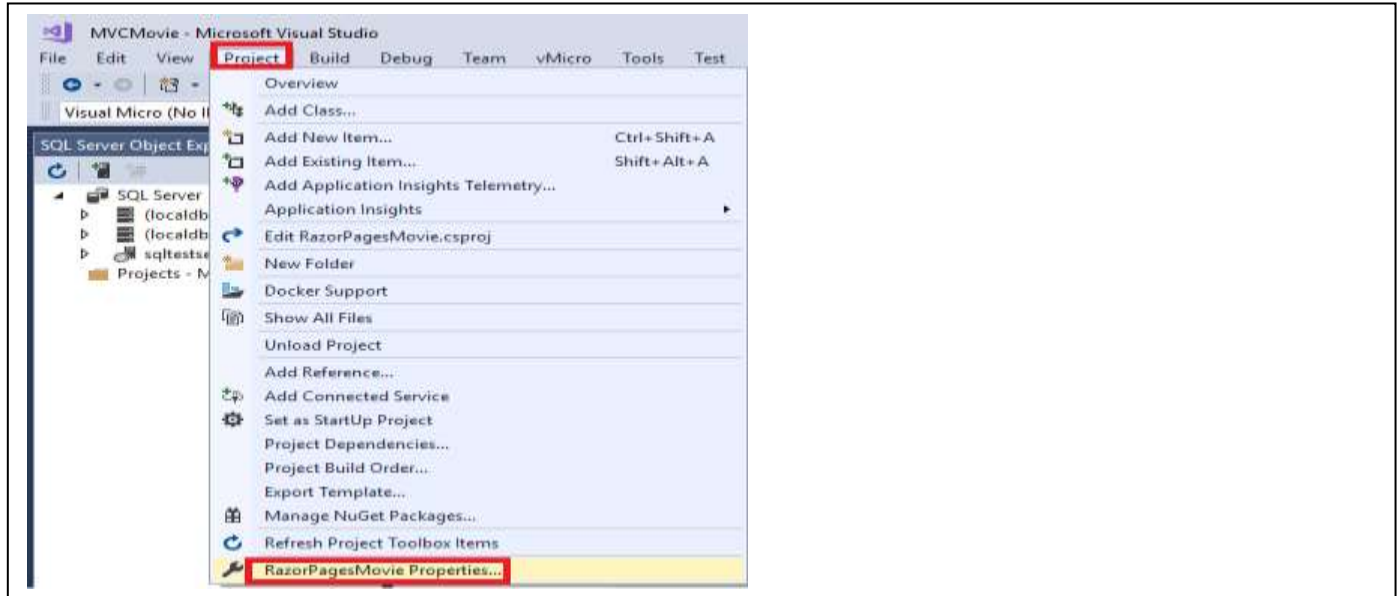 MVCMovie - Microsoft Visual Studio
File Edit View Project Build Debug Team vMicro Tools Test
Overview
Visual Micro (No
Add Class...
Add New Item... Ctrl+Shift+A
SQL Server Object Exp
Add Existing Item... Shift+Alt+A
Add Application Insights Telemetry...
SQL Server
Application Insights
(localdb
(localdb
Edit RazorPagesMovie.csproj
sqltestse
New Folder
Projects - M
Docker Support
Show All Files
Unload Project
Add Reference...
Add Connected Service
Set as StartUp Project
Project Dependencies...
Project Build Order...
Export Template...
Manage NuGet Packages...
Refresh Project Toolbox Items
RazorPagesMovie Properties...